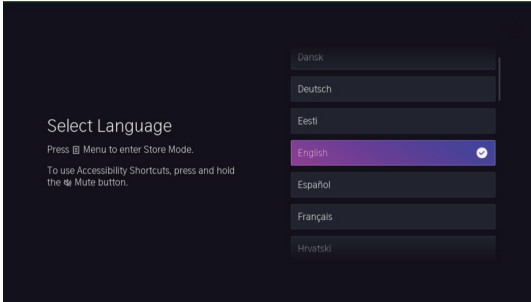 Select Language
Press Menu to enter Store Mode.
To use Accessibility Shortcuts, press and hold
the Mute button.
Dansk
Deutsch
Eesti
English
Español
Français
Hrvatski